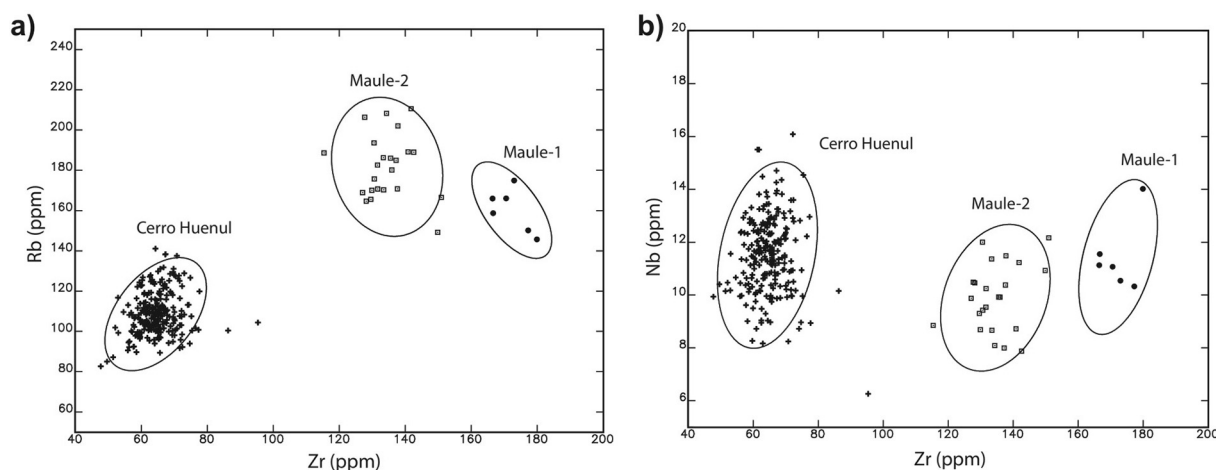 a)
240
220
200
180
160
140
120
100
80
60
Rb (ppm)
Maule-2
Maule-1
Cerro Huenul
40 60 80 100 120 140 160 180 200
Zr (ppm)
b)
20
18
16
14
12
10
8
6
Nb (ppm)
Cerro Huenul
Maule-1
Maule-2
40 60 80 100 120 140 160 180 200
Zr (ppm)